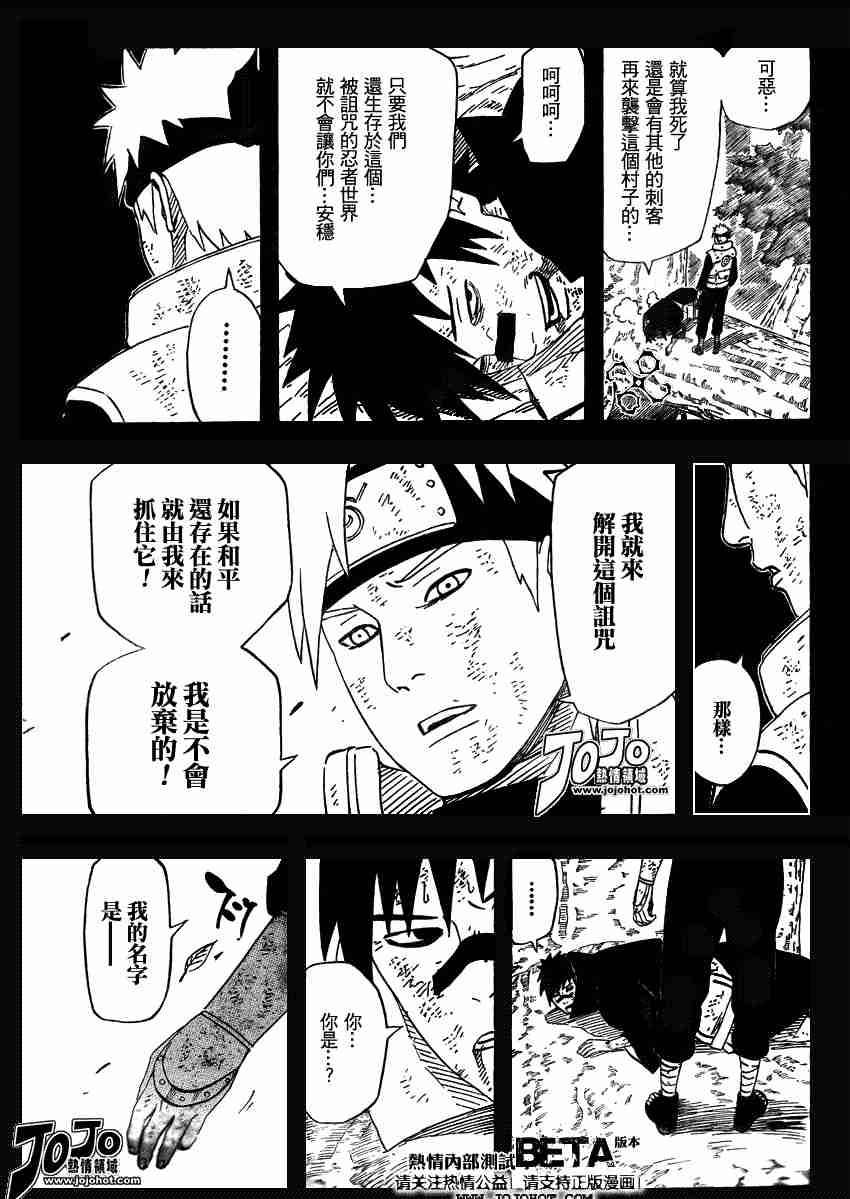 可惡…
就算我死了
還是會有其他的刺客
再來襲擊這個村子的…
呵呵呵…
只要我們
還生存於這個…
被詛咒的忍者世界
就不會讓你們…安穩
………
那樣…
我就來
解開這個詛咒
如果和平
還存在的話
就由我來
抓住它！
我是不會
放棄的！
JOJO
熱情領域
www.jojohot.com
……
你…
你是…？
我的名字
是──
JOJO
熱情領域
www.jojohot.com
熱情內部測試 BETA 版本
请关注热情公益 | 请支持正版漫画 |
WWW.JOJOHOT.COM